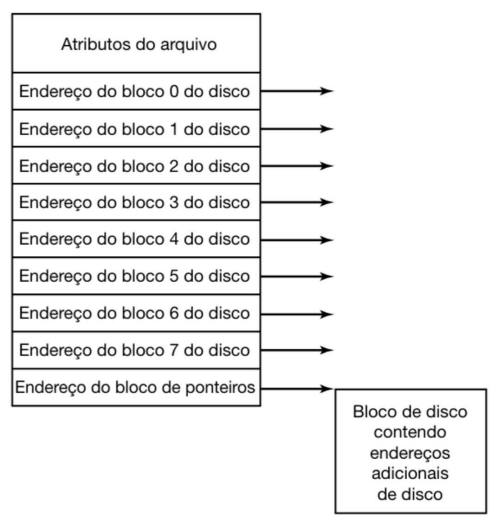 Atributos do arquivo
Endereço do bloco 0 do disco
Endereço do bloco 1 do disco
Endereço do bloco 2 do disco
Endereço do bloco 3 do disco
Endereço do bloco 4 do disco
Endereço do bloco 5 do disco
Endereço do bloco 6 do disco
Endereço do bloco 7 do disco
Endereço do bloco de ponteiros
Bloco de disco
contendo
endereços
adicionais
de disco